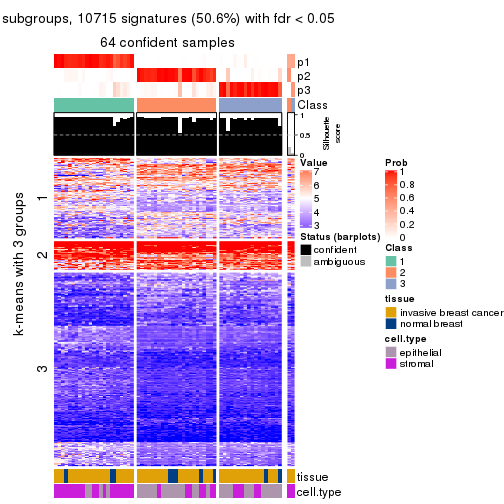 subgroups, 10715 signatures (50.6%) with fdr < 0.05
64 confident samples
p1
p2
p3
Class
1
0.5
0
Silhouette
score
k-means with 3 groups
1
2
3
Value
7
6
5
4
3
Status (barplots)
confident
ambiguous
Prob
1
0.8
0.6
0.4
0.2
0
Class
1
2
3
tissue
invasive breast cancer
normal breast
cell.type
epithelial
stromal
tissue
cell.type